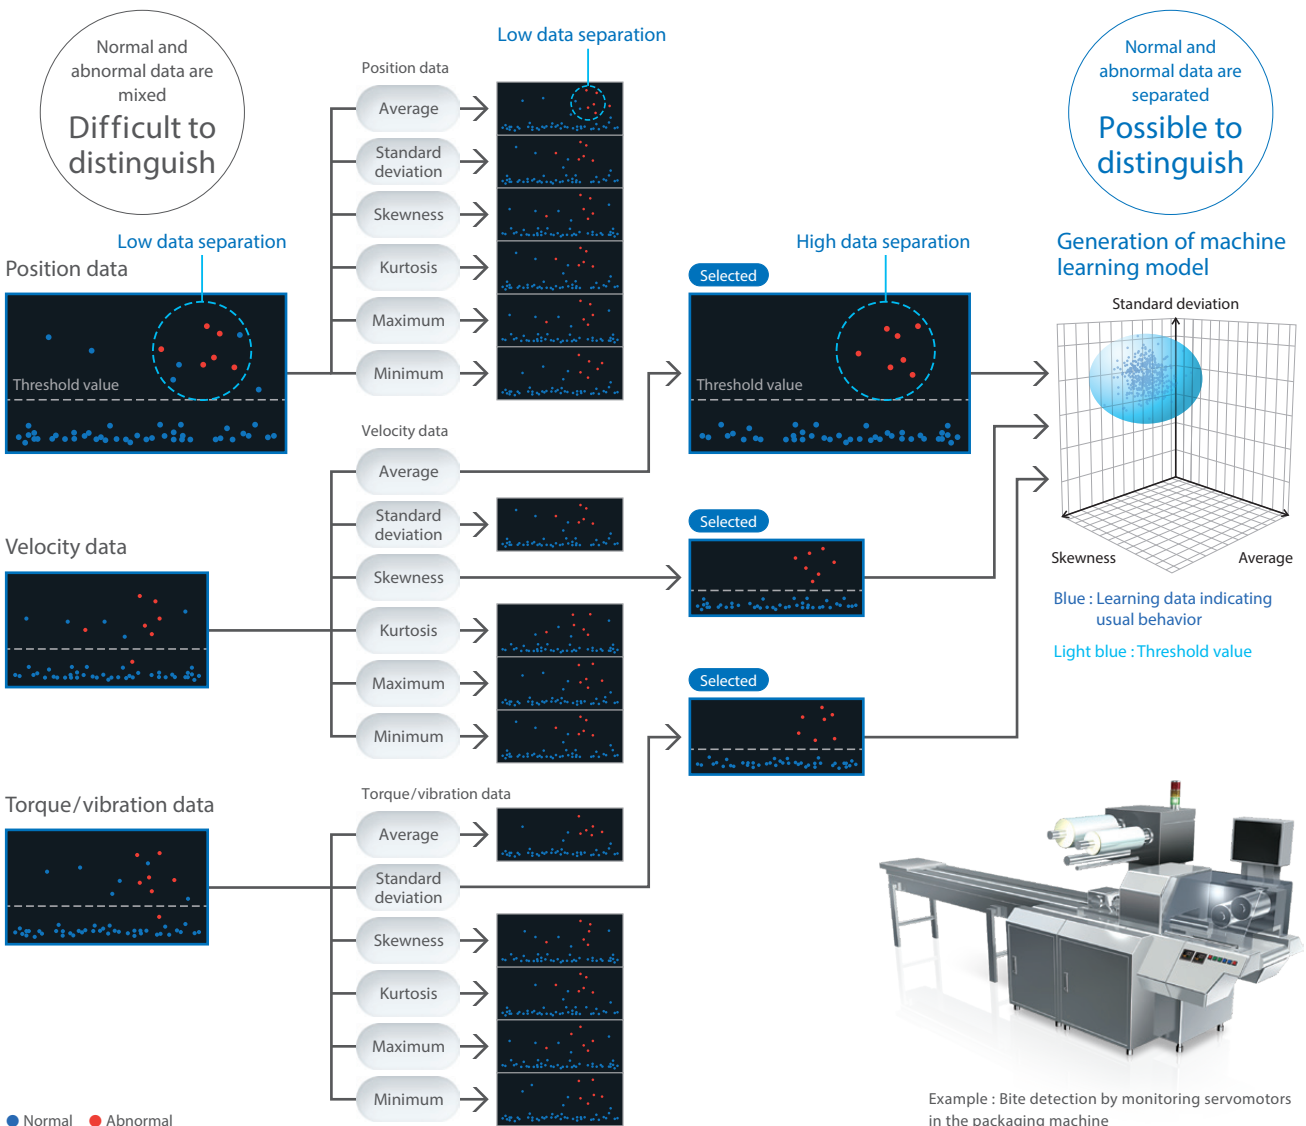 Normal and
abnormal data are
mixed
Difficult to
distinguish
Low data separation
Position data
Threshold value
Velocity data
Torque/vibration data
Normal
Abnormal
Low data separation
Position data
Average
Standard
deviation
Skewness
Kurtosis
Maximum
Minimum
Velocity data
Average
Standard
deviation
Skewness
Kurtosis
Maximum
Minimum
Torque/vibration data
Average
Standard
deviation
Skewness
Kurtosis
Maximum
Minimum
High data separation
Selected
Threshold value
Selected
Selected
Normal and
abnormal data are
separated
Possible to
distinguish
Generation of machine
learning model
Standard deviation
Skewness
Average
Blue : Learning data indicating
usual behavior
Light blue : Threshold value
Example : Bite detection by monitoring servomotors
in the packaging machine